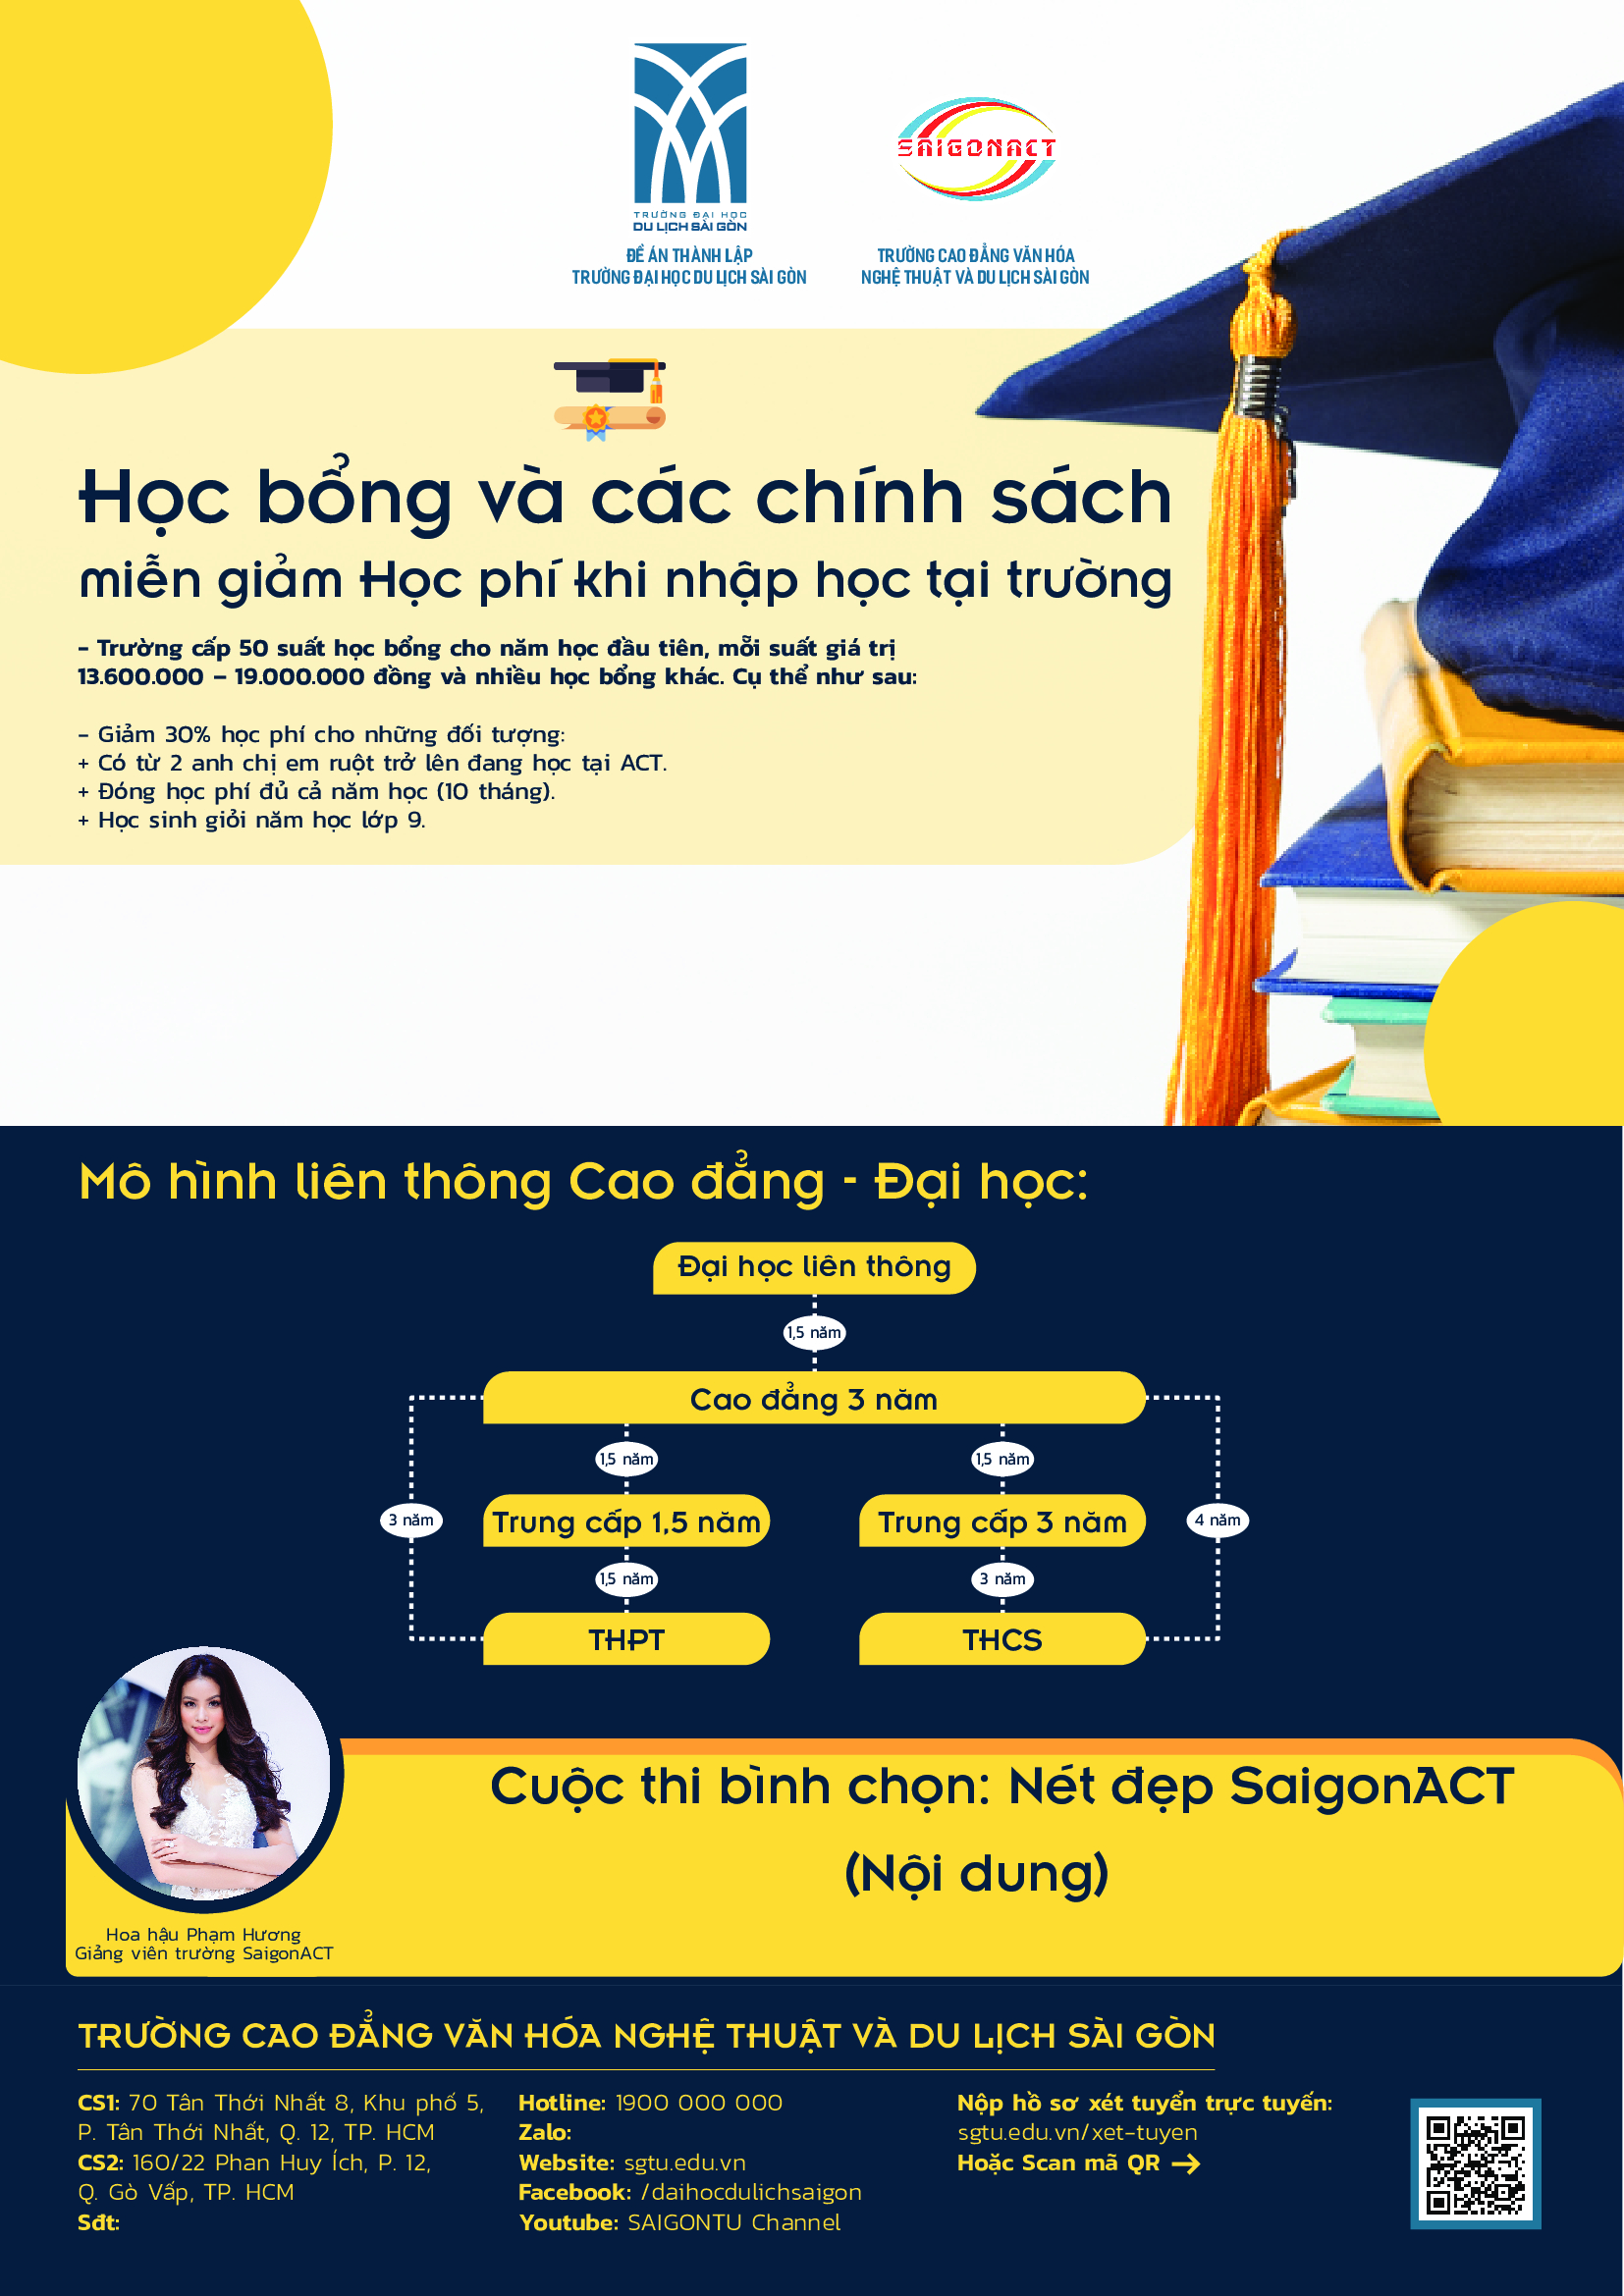 TRƯỜNG ĐẠI HỌC
DU LỊCH SÀI GÒN
ĐỀ ÁN THÀNH LẬP
TRƯỜNG ĐẠI HỌC DU LỊCH SÀI GÒN
SAIGONACT
TRƯỜNG CAO ĐẲNG VĂN HÓA
NGHỆ THUẬT VÀ DU LỊCH SÀI GÒN
Học bổng và các chính sách
miễn giảm Học phí khi nhập học tại trường
- Trường cấp 50 suất học bổng cho năm học đầu tiên, mỗi suất giá trị
13.600.000 – 19.000.000 đồng và nhiều học bổng khác. Cụ thể như sau:
- Giảm 30% học phí cho những đối tượng:
+ Có từ 2 anh chị em ruột trở lên đang học tại ACT.
+ Đóng học phí đủ cả năm học (10 tháng).
+ Học sinh giỏi năm học lớp 9.
Mô hình liên thông Cao đẳng - Đại học:
Đại học liên thông
1,5 năm
Cao đẳng 3 năm
1,5 năm
1,5 năm
3 năm
Trung cấp 1,5 năm
Trung cấp 3 năm
4 năm
1,5 năm
3 năm
THPT
THCS
Cuộc thi bình chọn: Nét đẹp SaigonACT
(Nội dung)
Hoa hậu Phạm Hương
Giảng viên trường SaigonACT
TRƯỜNG CAO ĐẲNG VĂN HÓA NGHỆ THUẬT VÀ DU LỊCH SÀI GÒN
CS1: 70 Tân Thới Nhất 8, Khu phố 5,
P. Tân Thới Nhất, Q. 12, TP. HCM
CS2: 160/22 Phan Huy Ích, P. 12,
Q. Gò Vấp, TP. HCM
Sđt:
Hotline: 1900 000 000
Zalo:
Website: sgtu.edu.vn
Facebook: /daihocdulichsaigon
Youtube: SAIGONTU Channel
Nộp hồ sơ xét tuyển trực tuyến:
sgtu.edu.vn/xet-tuyen
Hoặc Scan mã QR →